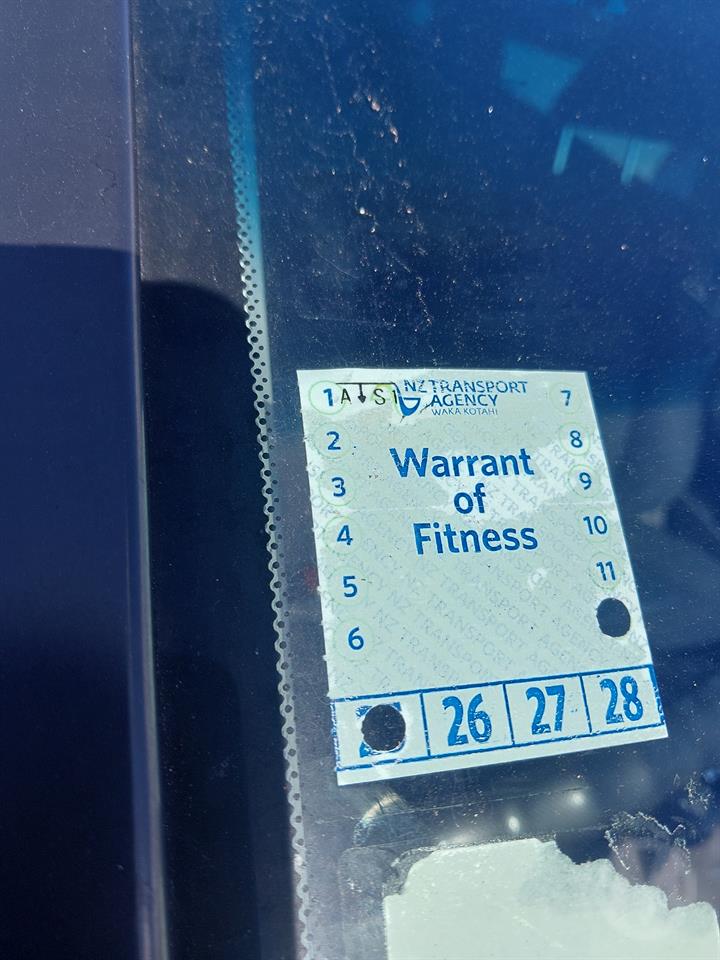 1 A↓S1 NZ TRANSPORT 7
AGENCY
WAKA KOTAHI
2 8
Warrant
3 9
of
4 10
Fitness
5 11
6
26 27 28